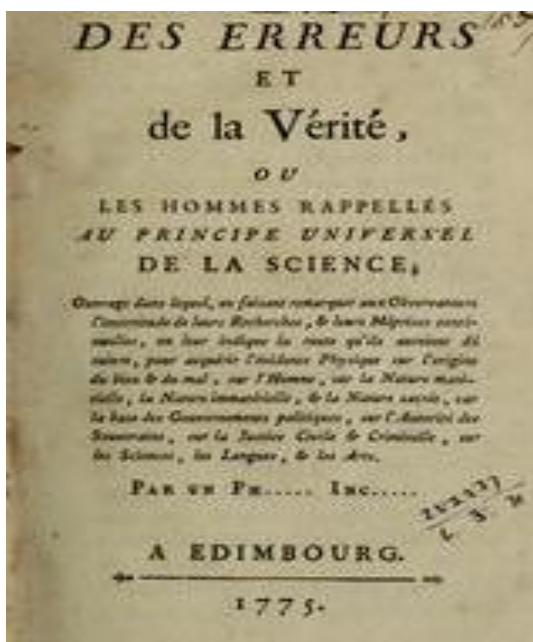 DES ERREURS
ET
de la Vérité,
OU
LES HOMMES RAPPELLÉS
AU PRINCIPE UNIVERSEL
DE LA SCIENCE;
Ouvrage dans lequel, en faisant remarquer aux Observateurs
l'incertitude de leurs Recherches, & leurs Méprises conti-
nuelles, on leur indique la route qu'ils auroient dû
suivre, pour acquérir l'évidence Physique sur l'origine
du bien & du mal, sur l'Homme, sur la Nature maté-
rielle, la Nature immatérielle, & la Nature sacrée, sur
la base des Gouvernements politiques, sur l'Autorité des
Souverains, sur la Justice Civile & Criminelle, sur
les Sciences, les Langues, & les Arts.
PAR UN PH..... INC.....
A EDIMBOURG.
1775.